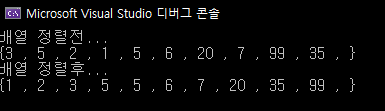 Microsoft Visual Studio 디버그 콘솔
배열 정렬전...
{3 , 5 , 2 , 1 , 5 , 6 , 20 , 7 , 99 , 35 , }
배열 정렬후...
{1 , 2 , 3 , 5 , 5 , 6 , 7 , 20 , 35 , 99 , }